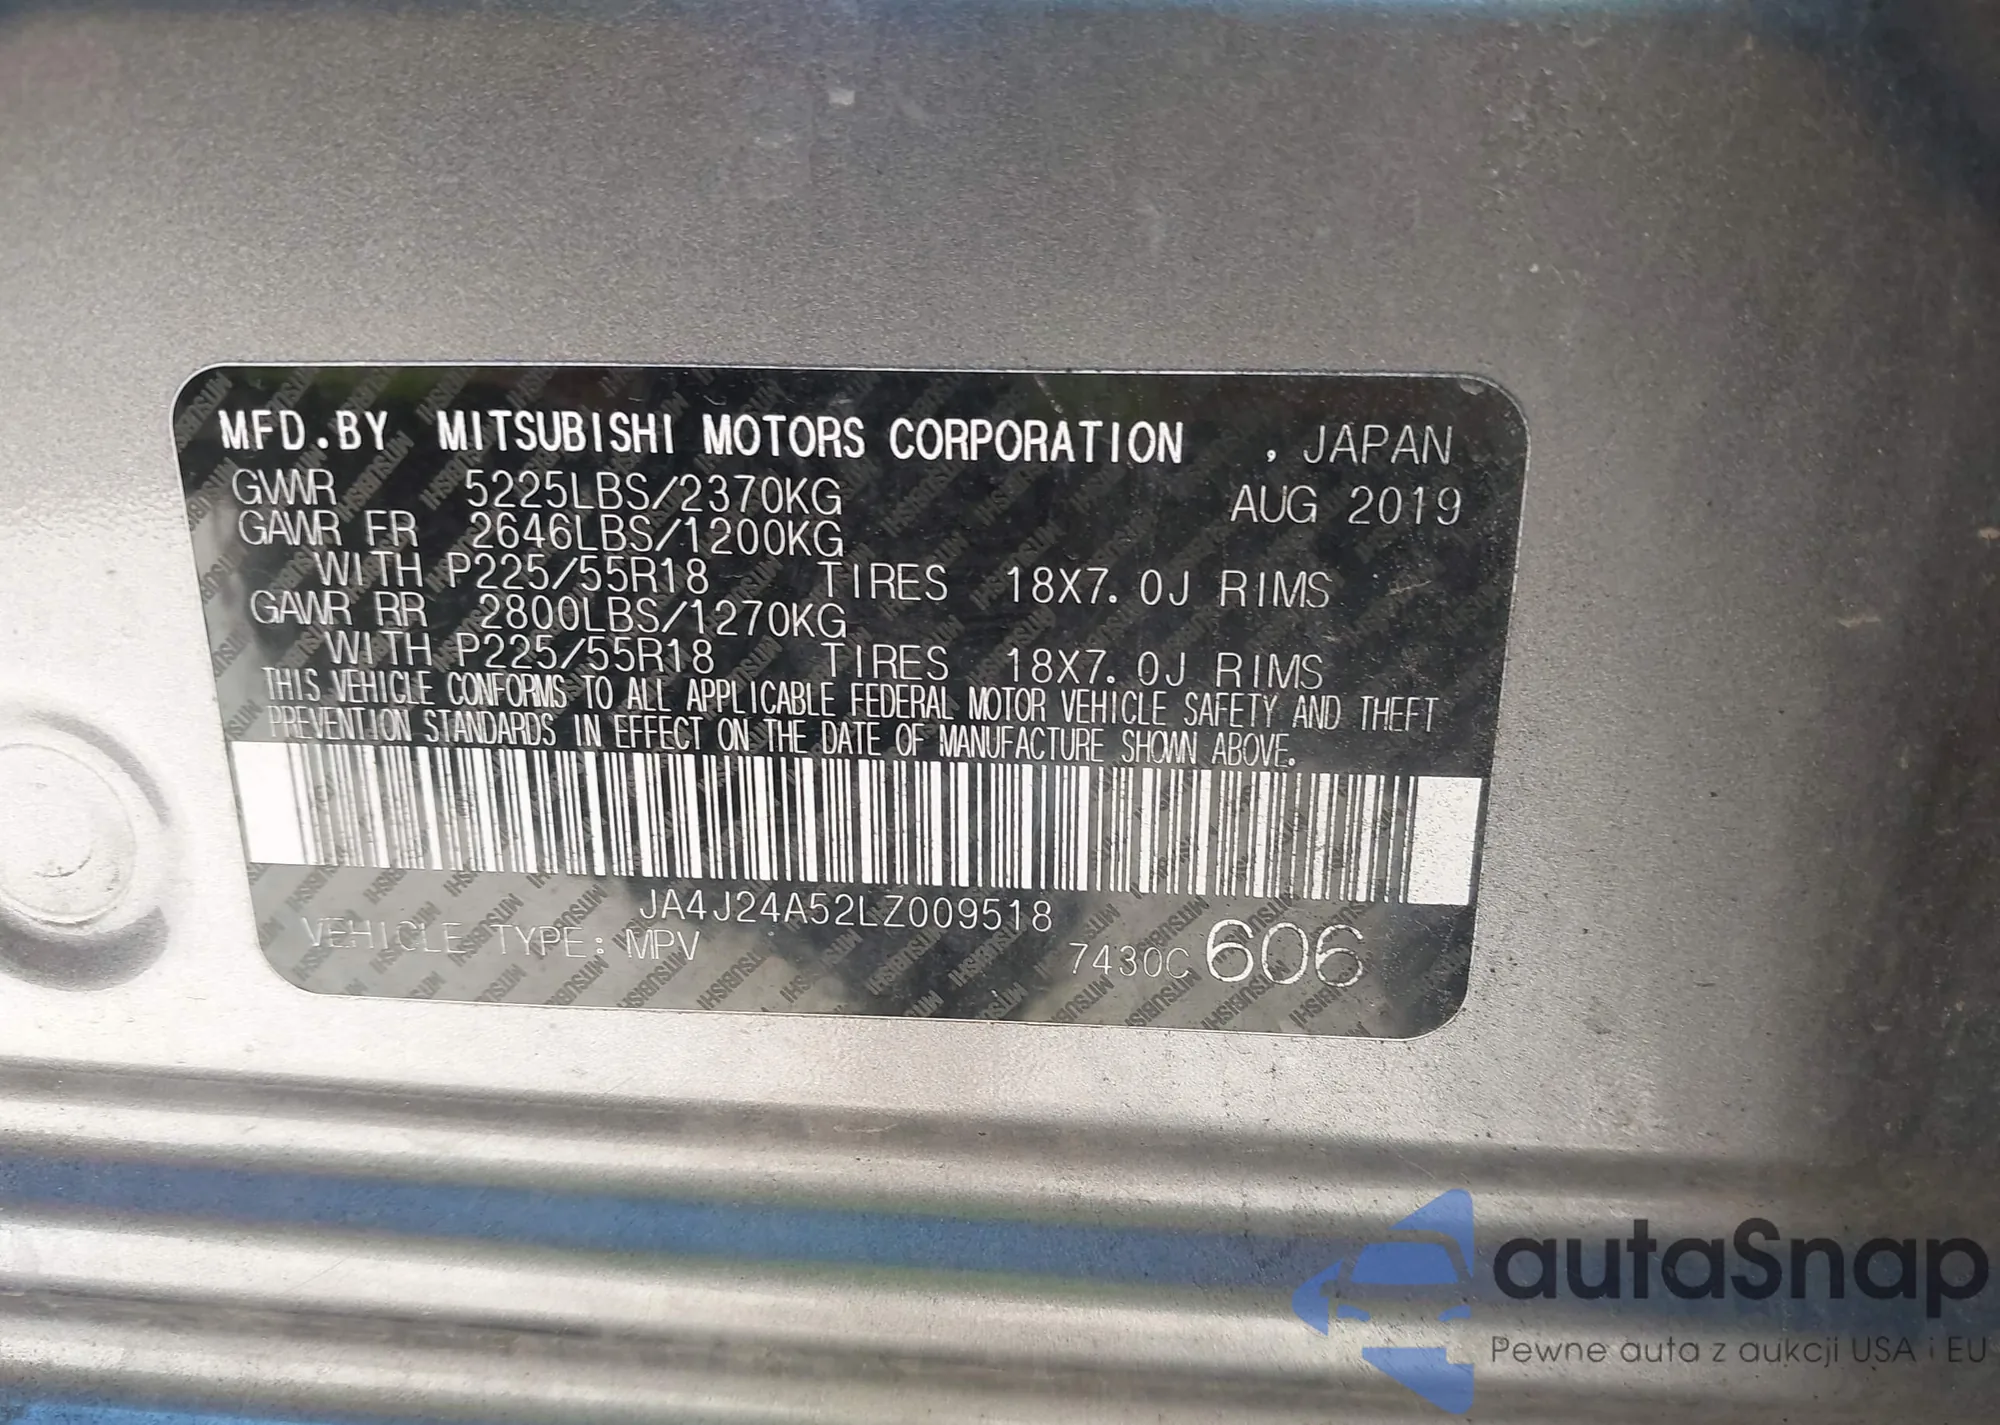 MFD.BY MITSUBISHI MOTORS CORPORATION , JAPAN
GVWR 5225LBS/2370KG AUG 2019
GAWR FR 2646LBS/1200KG
WITH P225/55R18 TIRES 18X7.0J RIMS
GAWR RR 2800LBS/1270KG
WITH P225/55R18 TIRES 18X7.0J RIMS
THIS VEHICLE CONFORMS TO ALL APPLICABLE FEDERAL MOTOR VEHICLE SAFETY AND THEFT
PREVENTION STANDARDS IN EFFECT ON THE DATE OF MANUFACTURE SHOWN ABOVE.
JA4J24A52LZ009518
VEHICLE TYPE: MPV 7430C 606
autaSnap
Pewne auta z aukcji USA i EU